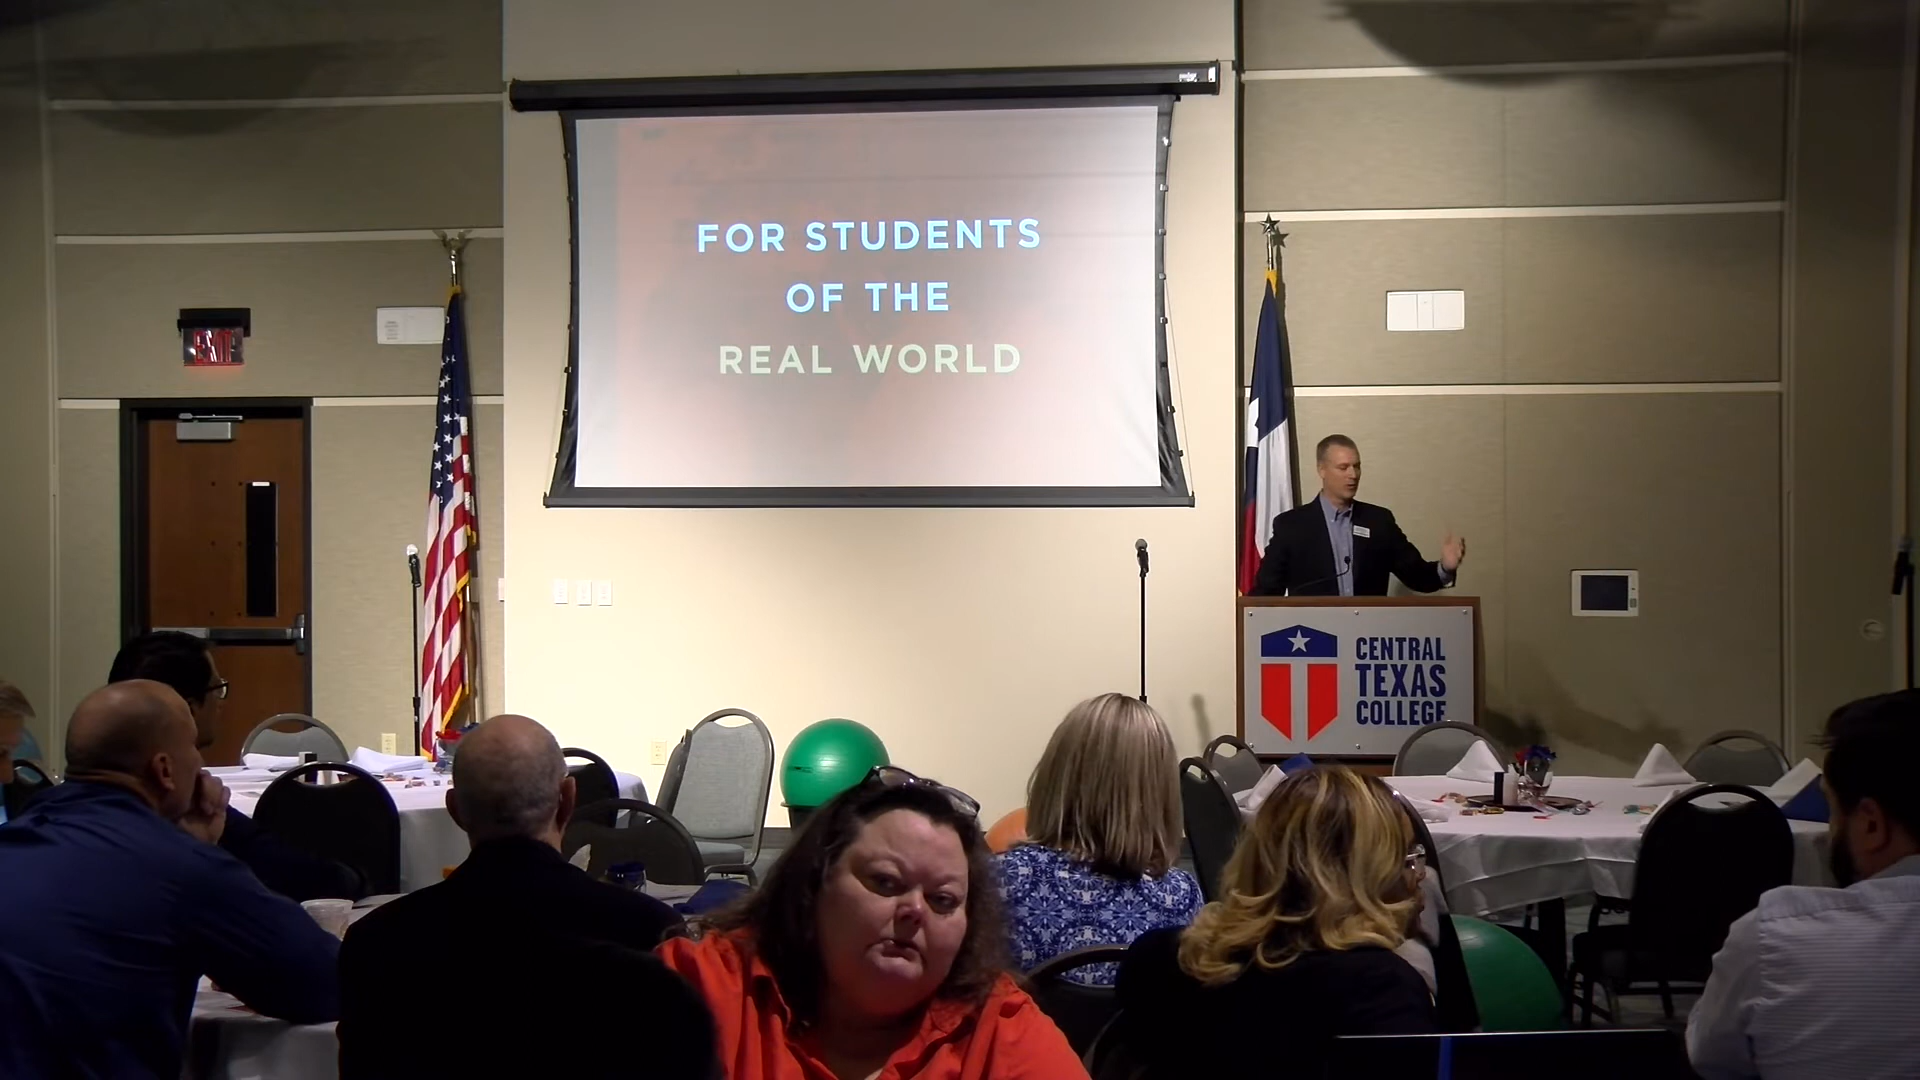 FOR STUDENTS
OF THE
REAL WORLD
EXIT
CENTRAL
TEXAS
COLLEGE